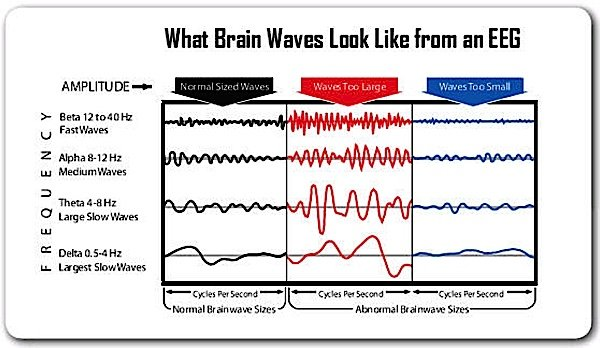 What Brain Waves Look Like from an EEG
AMPLITUDE
Normal Sized Waves
Waves Too Large
Waves Too Small
FREQUENCY
Beta 12 to 40 Hz
Fast Waves
Alpha 8-12 Hz
Medium Waves
Theta 4-8 Hz
Large Slow Waves
Delta 0.5-4 Hz
Largest Slow Waves
Cycles Per Second
Cycles Per Second
Cycles Per Second
Normal Brainwave Sizes
Abnormal Brainwave Sizes